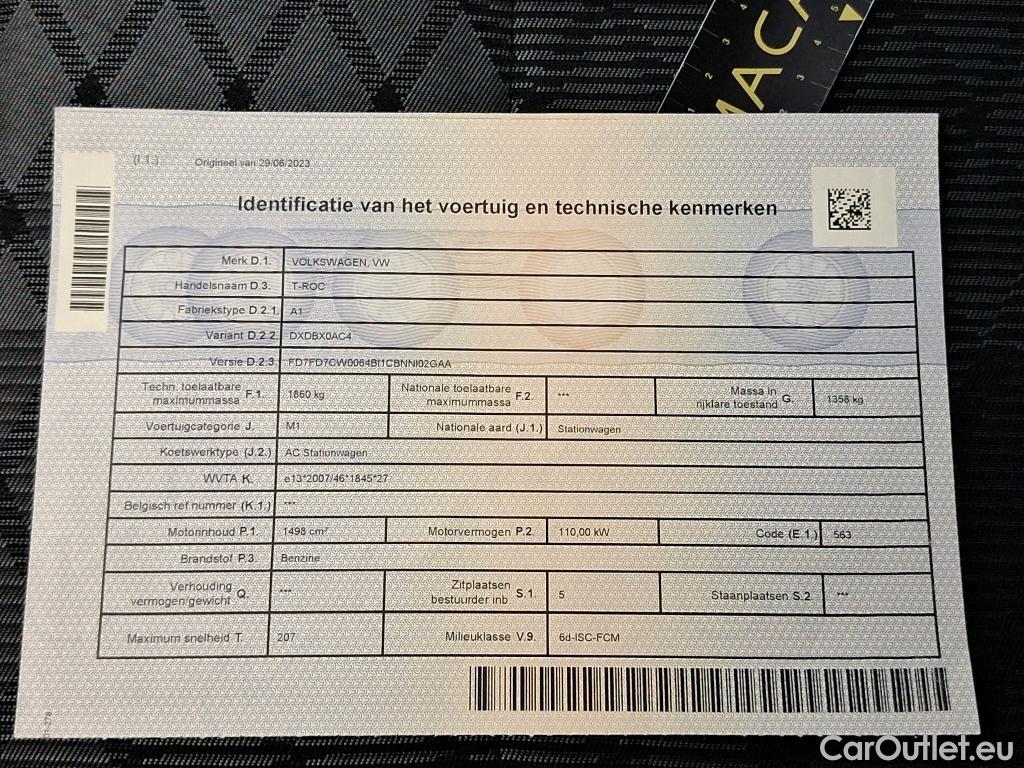 MACA
(I.1.) Origineel van 29/06/2023
Identificatie van het voertuig en technische kenmerken
Merk D.1. VOLKSWAGEN, VW
Handelsnaam D.3. T-ROC
Fabriekstype D.2.1. A1
Variant D.2.2. DXDBX0AC4
Versie D.2.3. FD7FD7CW0064BI1CBNNI02GAA
Techn. toelaatbare maximummassa F.1. 1860 kg Nationale toelaatbare maximummassa F.2. *** Massa in rijklare toestand G. 1358 kg
Voertuigcategorie J. M1 Nationale aard (J.1.) Stationwagen
Koetswerktype (J.2.) AC Stationwagen
WVTA K. e13*2007/46*1845*27
Belgisch ref.nummer (K.1.) ***
Motorinhoud P.1. 1498 cm³ Motorvermogen P.2. 110,00 kW Code (E.1.) 563
Brandstof P.3. Benzine
Verhouding vermogen/gewicht Q. *** Zitplaatsen bestuurder inb. S.1. 5 Staanplaatsen S.2 ***
Maximum snelheid T. 207 Milieuklasse V.9. 6d-ISC-FCM
CarOutlet.eu